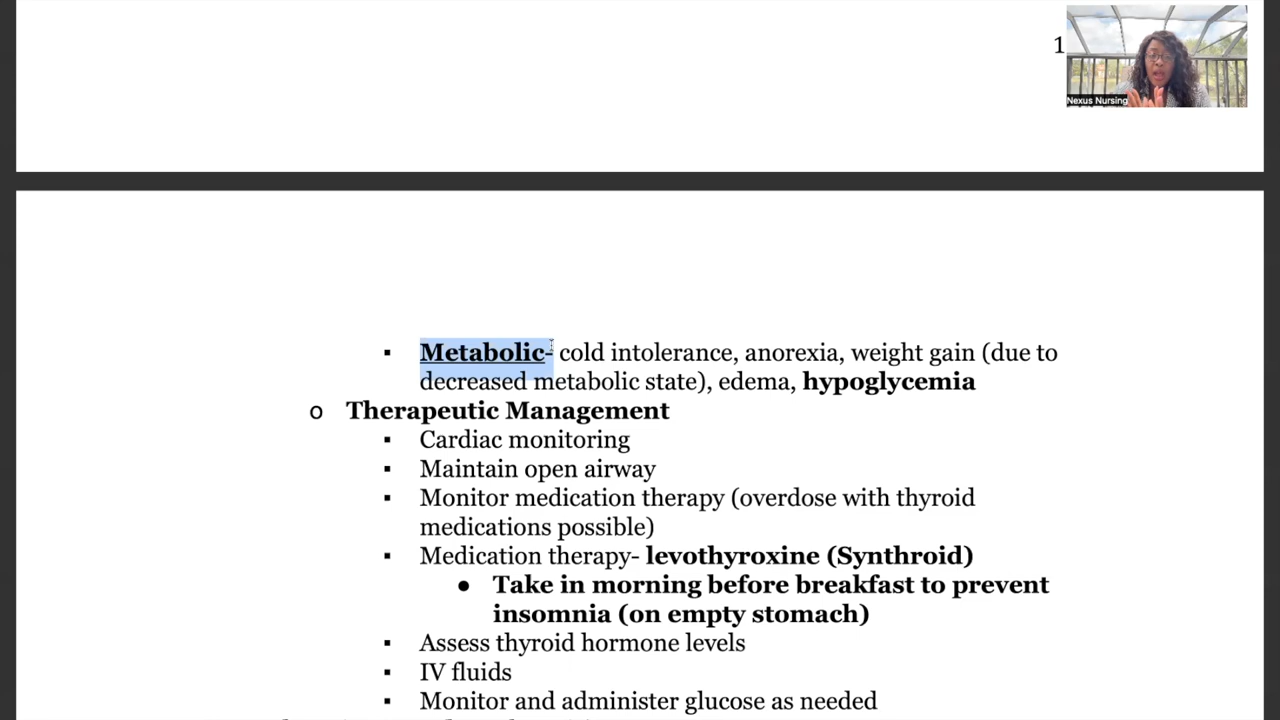 1
Nexus Nursing
▪ Metabolic- cold intolerance, anorexia, weight gain (due to
decreased metabolic state), edema, hypoglycemia
o Therapeutic Management
▪ Cardiac monitoring
▪ Maintain open airway
▪ Monitor medication therapy (overdose with thyroid
medications possible)
▪ Medication therapy- levothyroxine (Synthroid)
● Take in morning before breakfast to prevent
insomnia (on empty stomach)
▪ Assess thyroid hormone levels
▪ IV fluids
▪ Monitor and administer glucose as needed